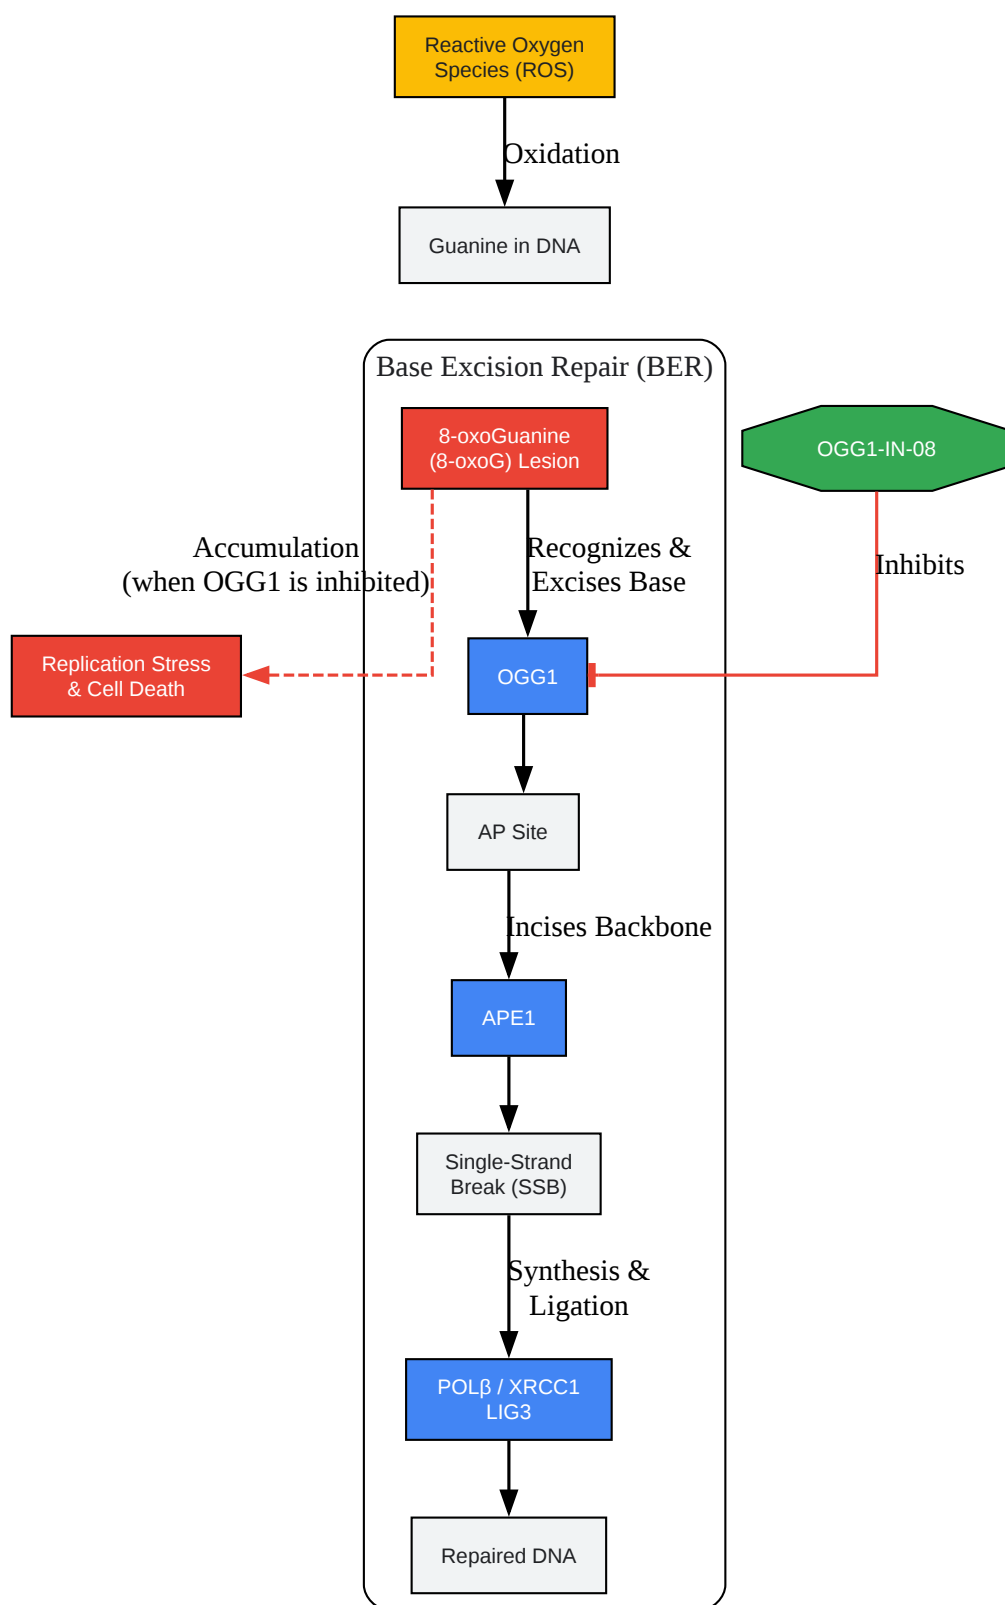 Reactive Oxygen
Species (ROS)
Oxidation
Guanine in DNA
Base Excision Repair (BER)
8-oxoGuanine
(8-oxoG) Lesion
OGG1-IN-08
Accumulation
(when OGG1 is inhibited)
Recognizes &
Excises Base
Inhibits
Replication Stress
& Cell Death
OGG1
AP Site
Incises Backbone
APE1
Single-Strand
Break (SSB)
Synthesis &
Ligation
POLβ / XRCC1
LIG3
Repaired DNA